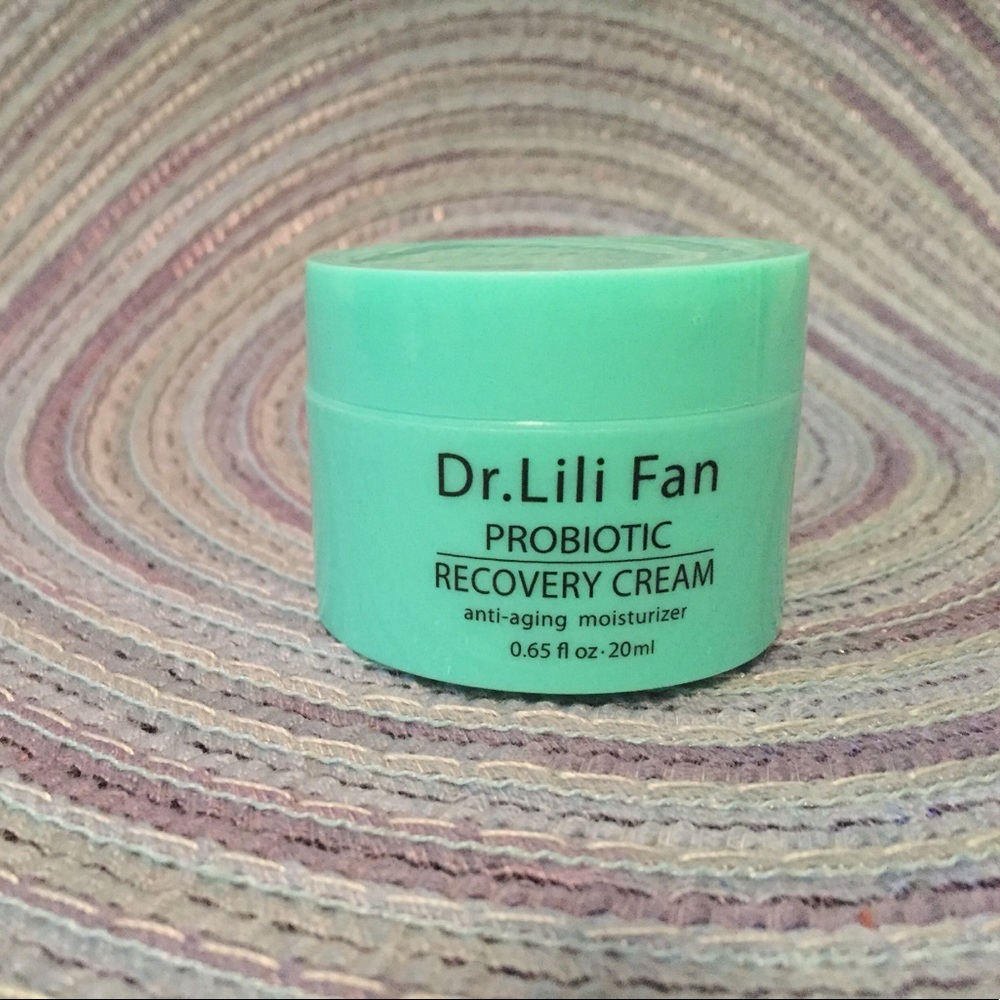 Dr.Lili Fan
PROBIOTIC
RECOVERY CREAM
anti-aging moisturizer
0.65 fl oz·20ml